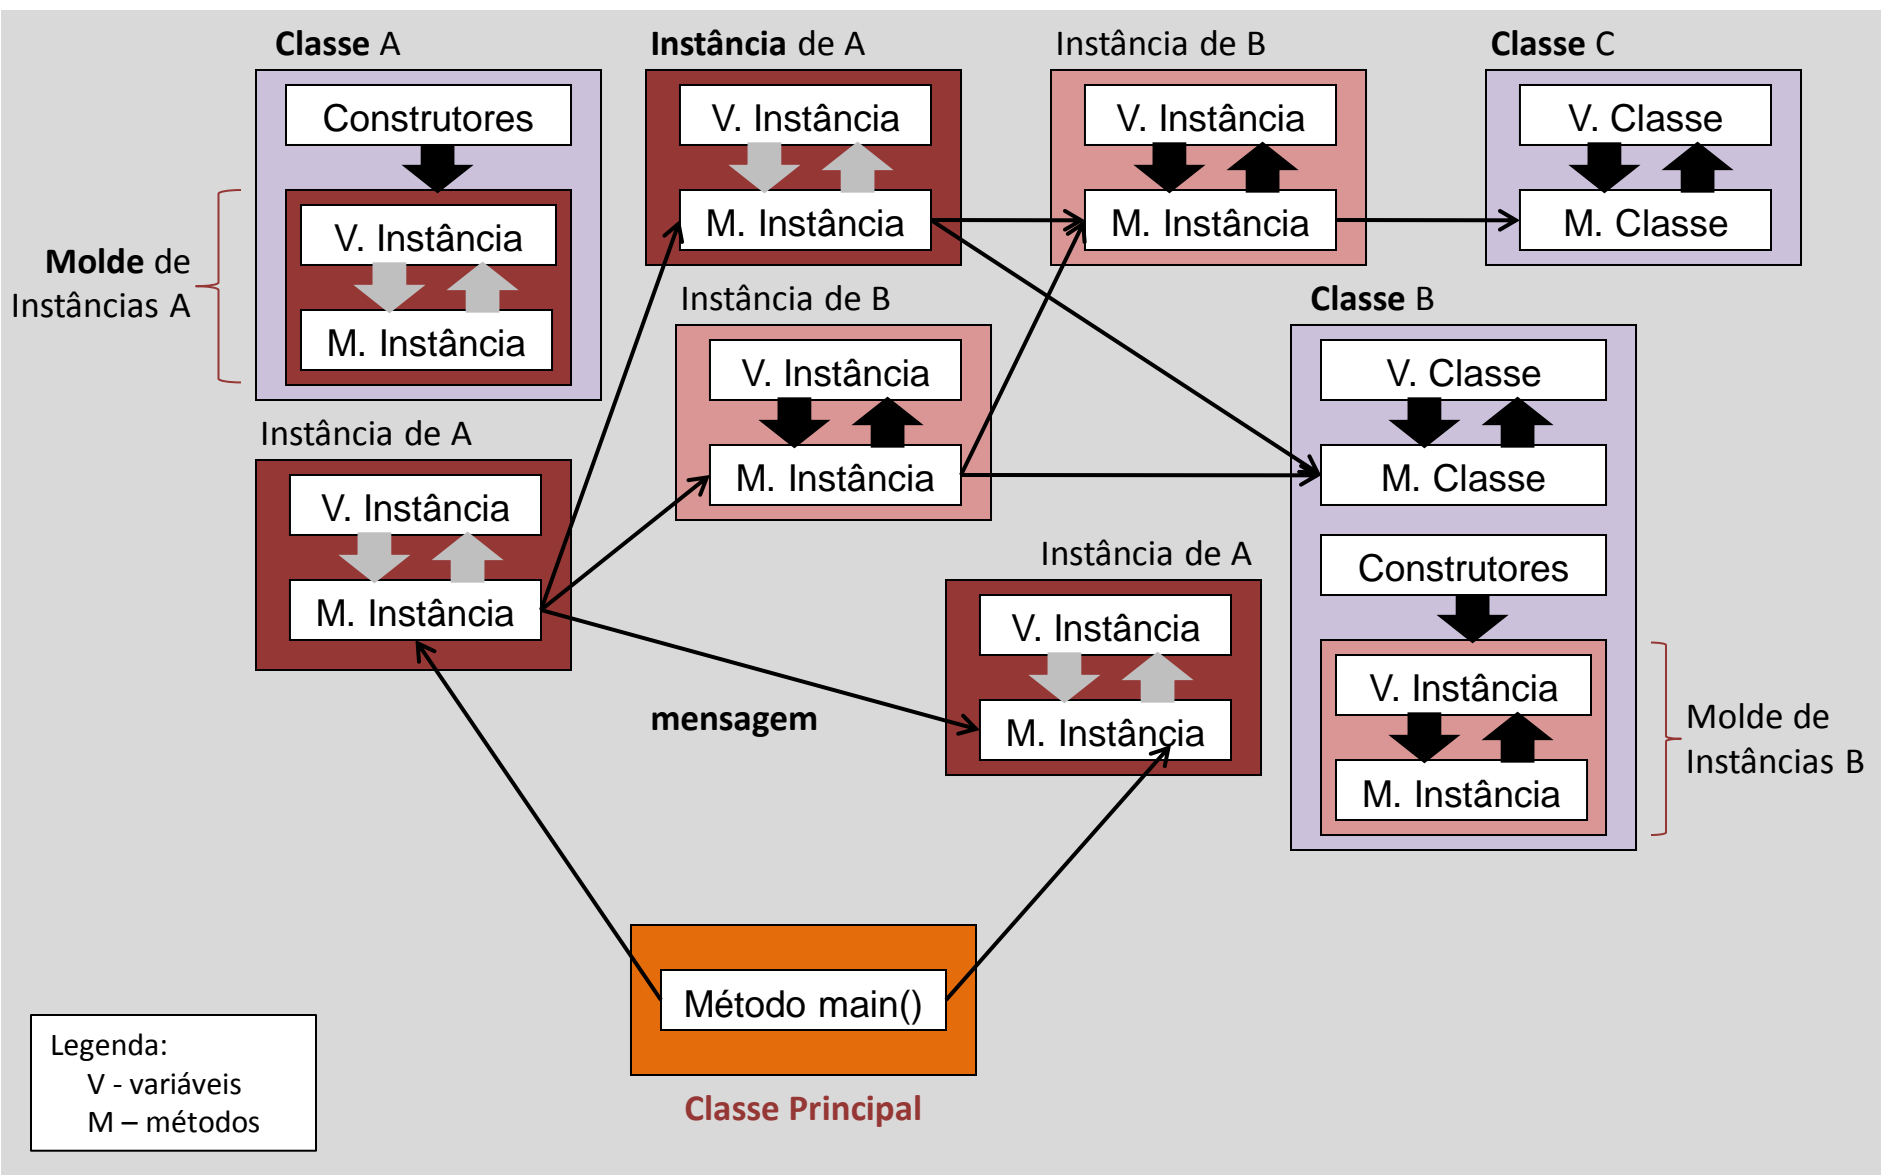 Classe A
Construtores
V. Instância
M. Instância
Molde de
Instâncias A
Instância de A
V. Instância
M. Instância
Instância de B
V. Instância
M. Instância
Classe C
V. Classe
M. Classe
Instância de B
V. Instância
M. Instância
Classe B
V. Classe
M. Classe
Construtores
V. Instância
M. Instância
Molde de
Instâncias B
Instância de A
V. Instância
M. Instância
Instância de A
V. Instância
M. Instância
mensagem
Método main()
Classe Principal
Legenda:
V - variáveis
M – métodos